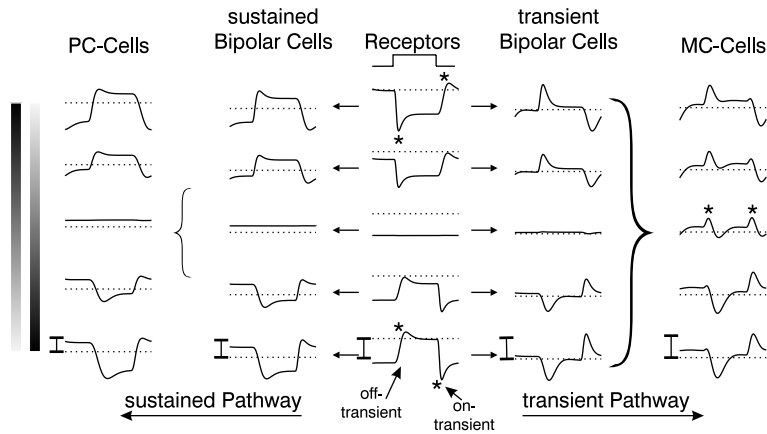 PC-Cells
sustained
Bipolar Cells
Receptors
transient
Bipolar Cells
MC-Cells
*
*
*
*
*
*
off-
transient
on-
transient
sustained Pathway
transient Pathway